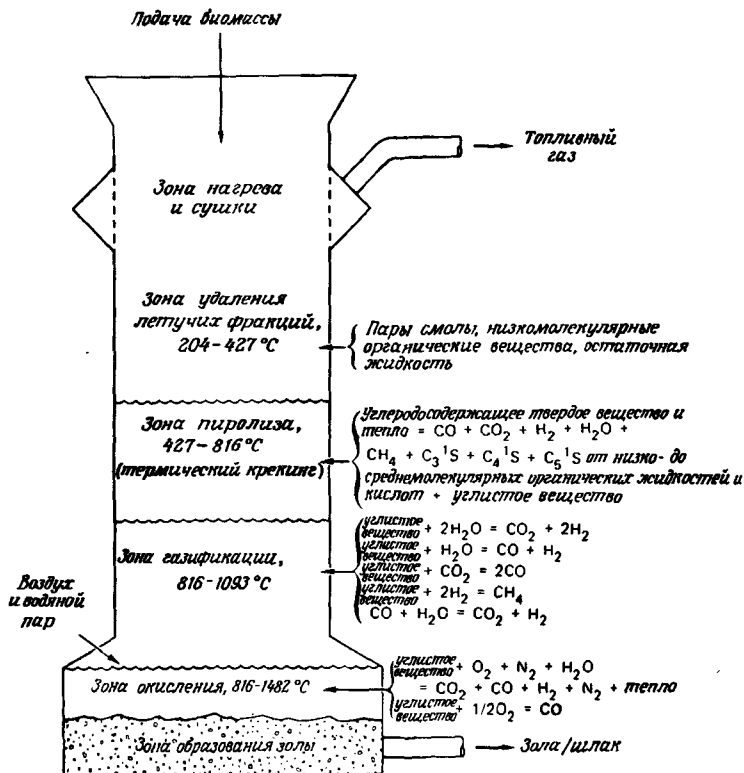 Подача биомассы
Топливный
газ
Зона нагрева
и сушки
Зона удаления
летучих фракций,
204–427°С
Пары смолы, низкомолекулярные
органические вещества, остаточная
жидкость
Зона пиролиза,
427–816°С
(термический крекинг)
Углеродосодержащее твердое вещество и
тепло = CO + CO₂ + H₂ + H₂O +
CH₄ + C₃¹S + C₄¹S + C₅¹S от низко- до
среднемолекулярных органических жидкостей и
кислот + углистое вещество
Зона газификации,
816–1093°С
углистое вещество + 2H₂O = CO₂ + 2H₂
углистое вещество + H₂O = CO + H₂
углистое вещество + CO₂ = 2CO
углистое вещество + 2H₂ = CH₄
CO + H₂O = CO₂ + H₂
Воздух
и водяной
пар
Зона окисления, 816–1482°С
углистое вещество + O₂ + N₂ + H₂O
= CO₂ + CO + H₂ + N₂ + тепло
углистое вещество + 1/2O₂ = CO
Зона образования золы
Зола/шлак